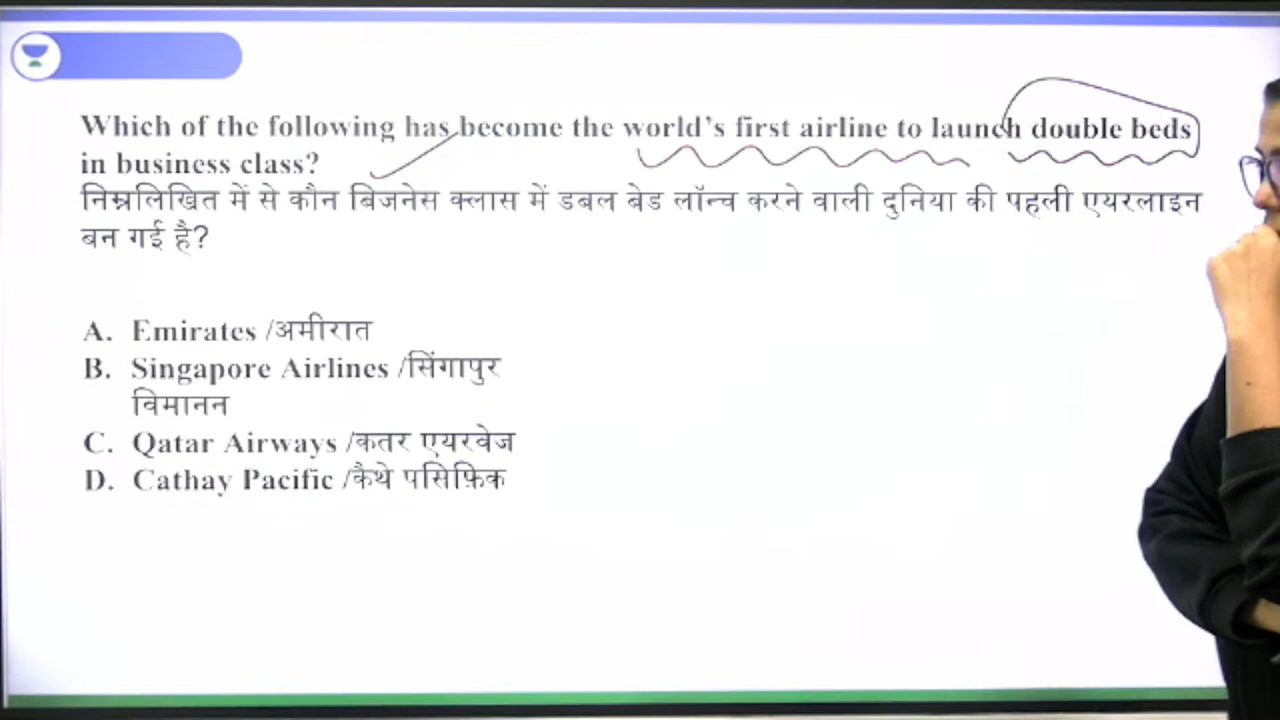 Which of the following has become the world's first airline to launch double beds
in business class?
निम्नलिखित में से कौन बिजनेस क्लास में डबल बेड लॉन्च करने वाली दुनिया की पहली एयरलाइन
बन गई है?
A. Emirates /अमीरात
B. Singapore Airlines /सिंगापुर
विमानन
C. Qatar Airways /कतर एयरवेज
D. Cathay Pacific /कैथे पसिफ़िक